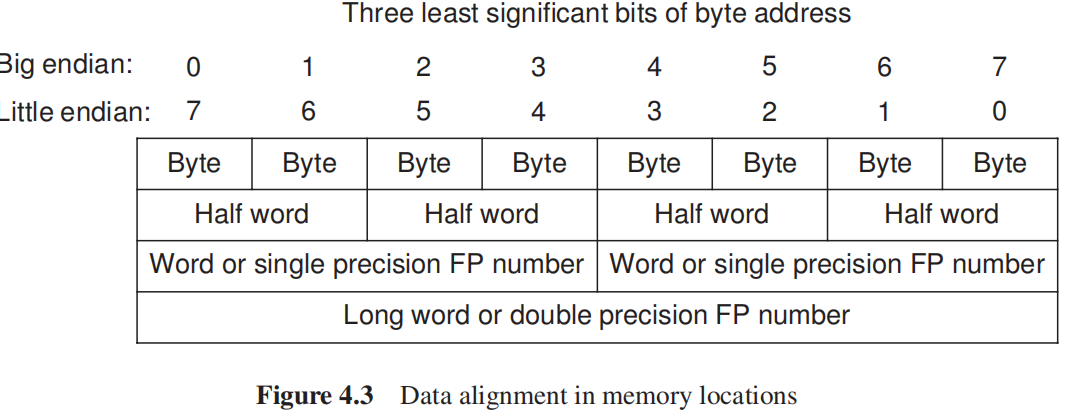 Three least significant bits of byte address
Big endian: 0 1 2 3 4 5 6 7
Little endian: 7 6 5 4 3 2 1 0
Byte Byte Byte Byte Byte Byte Byte Byte
Half word Half word Half word Half word
Word or single precision FP number Word or single precision FP number
Long word or double precision FP number
Figure 4.3 Data alignment in memory locations